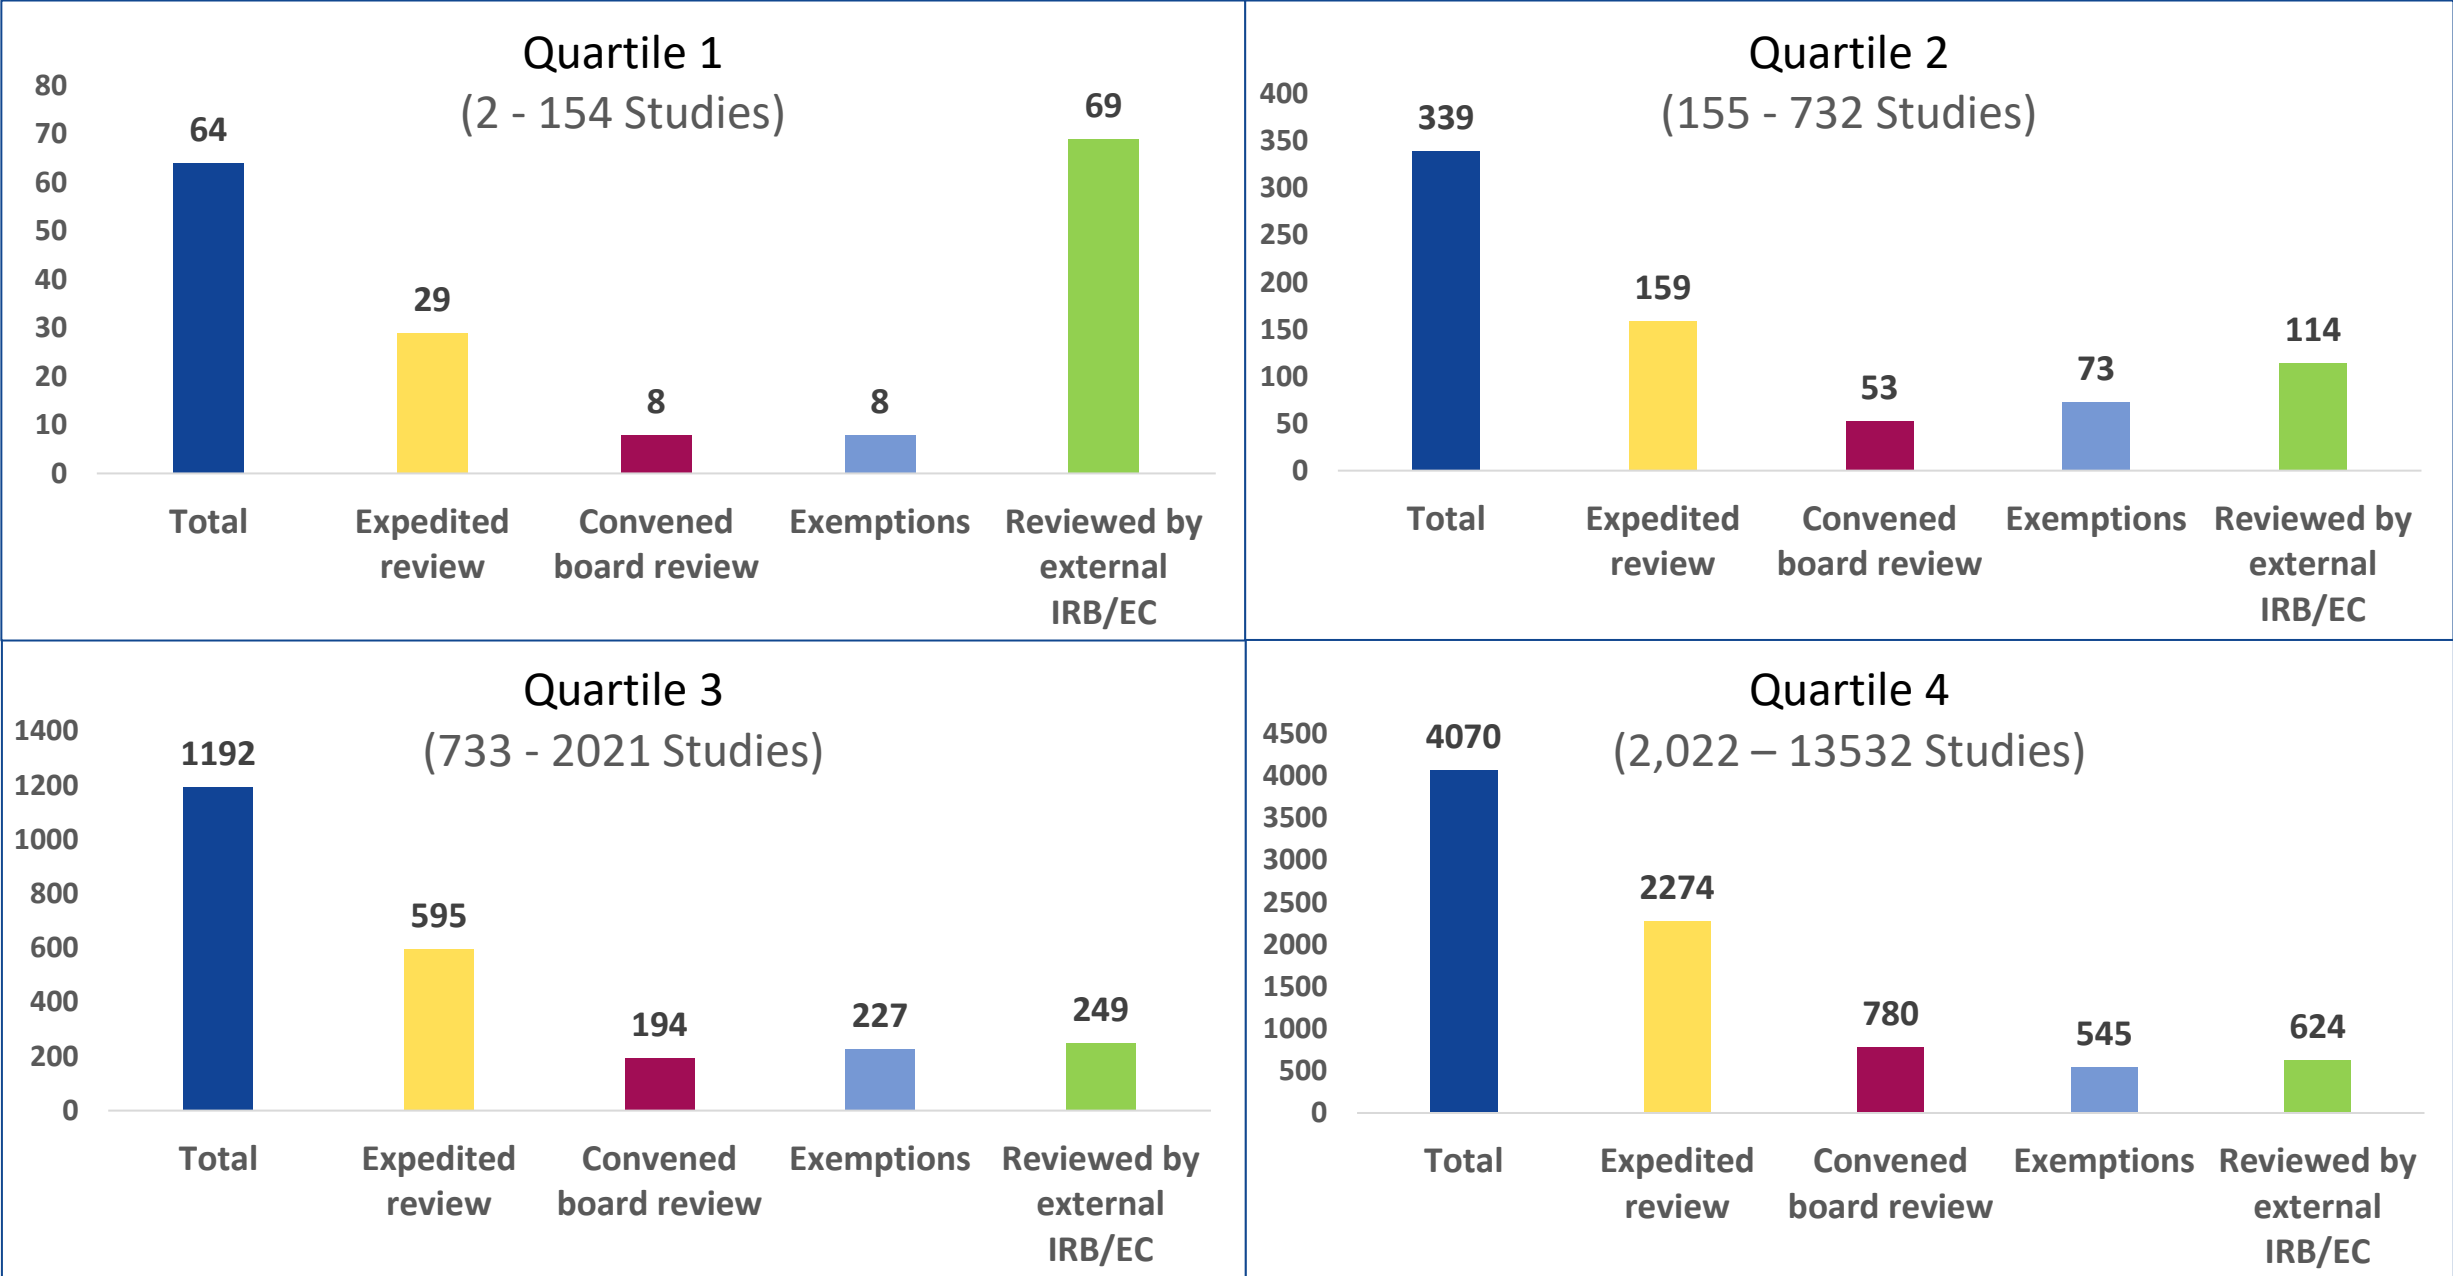 Quartile 1
(2 - 154 Studies)
80
70
60
50
40
30
20
10
0
64
29
8
8
69
Total
Expedited
review
Convened
board review
Exemptions
Reviewed by
external
IRB/EC
Quartile 2
(155 - 732 Studies)
400
350
300
250
200
150
100
50
0
339
159
53
73
114
Total
Expedited
review
Convened
board review
Exemptions
Reviewed by
external
IRB/EC
Quartile 3
(733 - 2021 Studies)
1400
1200
1000
800
600
400
200
0
1192
595
194
227
249
Total
Expedited
review
Convened
board review
Exemptions
Reviewed by
external
IRB/EC
Quartile 4
(2,022 – 13532 Studies)
4500
4000
3500
3000
2500
2000
1500
1000
500
0
4070
2274
780
545
624
Total
Expedited
review
Convened
board review
Exemptions
Reviewed by
external
IRB/EC